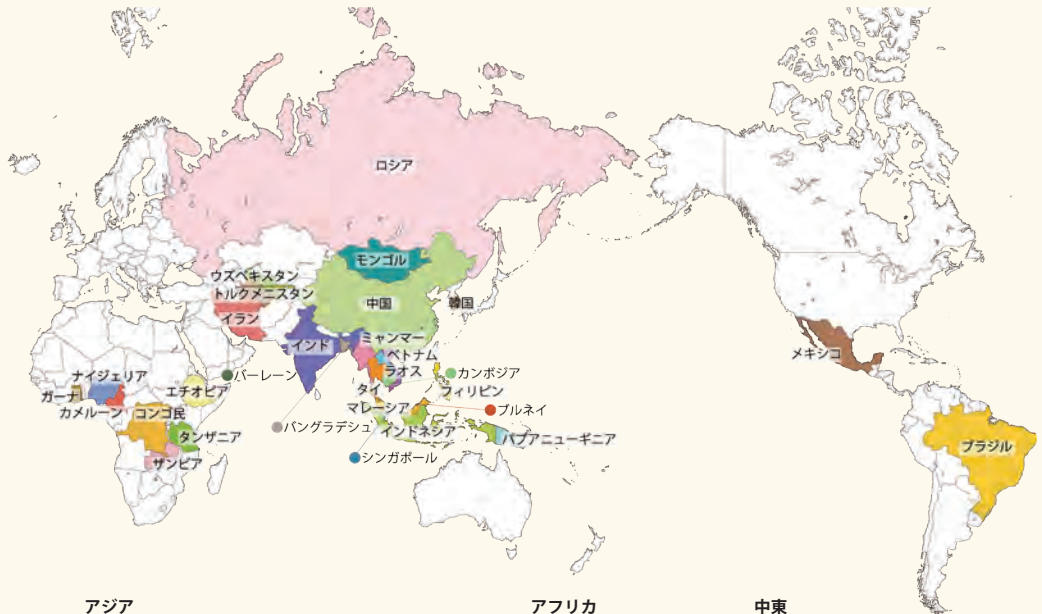 ロシア
モンゴル
ウズベキスタン
トルクメニスタン
中国
韓国
イラン
インド
ミャンマー
ベトナム
ラオス
カンボジア
バーレーン
タイ
フィリピン
メキシコ
ナイジェリア
エチオピア
ガーナ
カメルーン
コンゴ民
マレーシア
ブルネイ
バングラデシュ
インドネシア
タンザニア
パプアニューギニア
ブラジル
シンガポール
ザンビア
アジア
アフリカ
中東